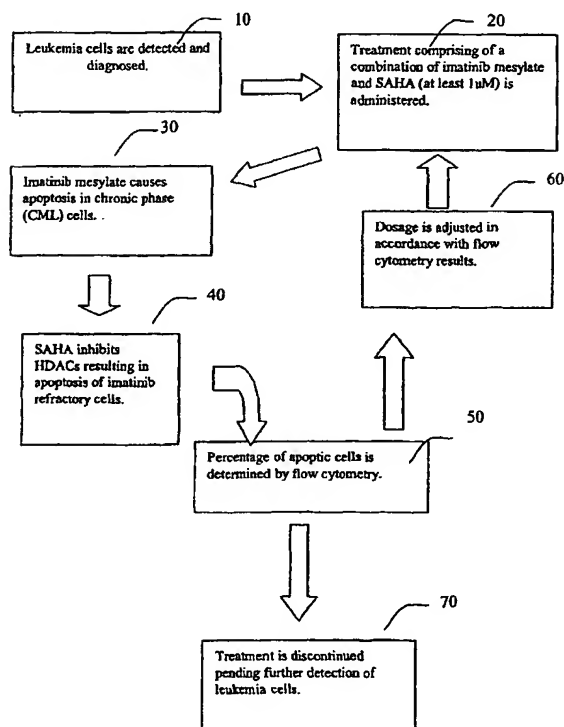 10
Leukemia cells are detected and
diagnosed.
20
Treatment comprising of a
combination of imatinib mesylate
and SAHA (at least 1uM) is
administered.
30
Imatinib mesylate causes
apoptosis in chronic phase
(CML) cells. .
60
Dosage is adjusted in
accordance with flow
cytometry results.
40
SAHA inhibits
HDACs resulting in
apoptosis of imatinib
refractory cells.
50
Percentage of apoptic cells is
determined by flow cytometry.
70
Treatment is discontinued
pending further detection of
leukemia cells.